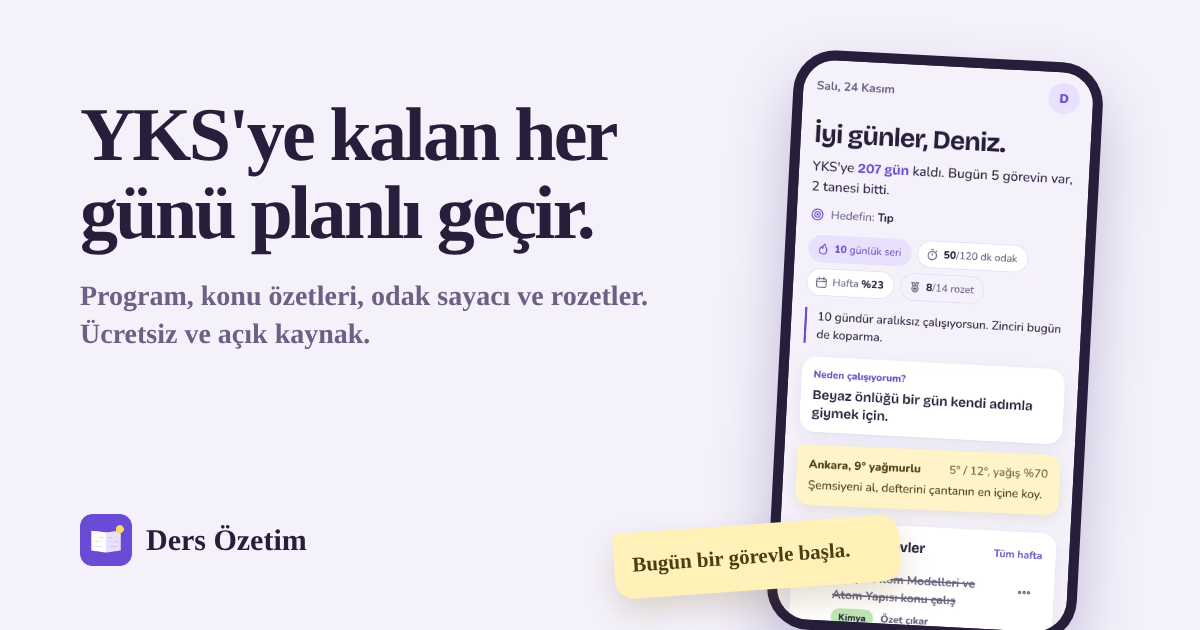 YKS'ye kalan her
günü planlı geçir.
Program, konu özetleri, odak sayacı ve rozetler.
Ücretsiz ve açık kaynak.
Ders Özetim
Bugün bir görevle başla.
Salı, 24 Kasım
D
İyi günler, Deniz.
YKS'ye 207 gün kaldı. Bugün 5 görevin var,
2 tanesi bitti.
Hedefin: Tıp
10 günlük seri
50/120 dk odak
Hafta %23
8/14 rozet
10 gündür aralıksız çalışıyorsun. Zinciri bugün
de koparma.
Neden çalışıyorum?
Beyaz önlüğü bir gün kendi adımla
giymek için.
Ankara, 9° yağmurlu
5° / 12°, yağış %70
Şemsiyeni al, defterini çantanın en içine koy.
Tüm hafta
Modelleri ve
Atom Yapısı konu çalış
Kimya
Özet çıkar